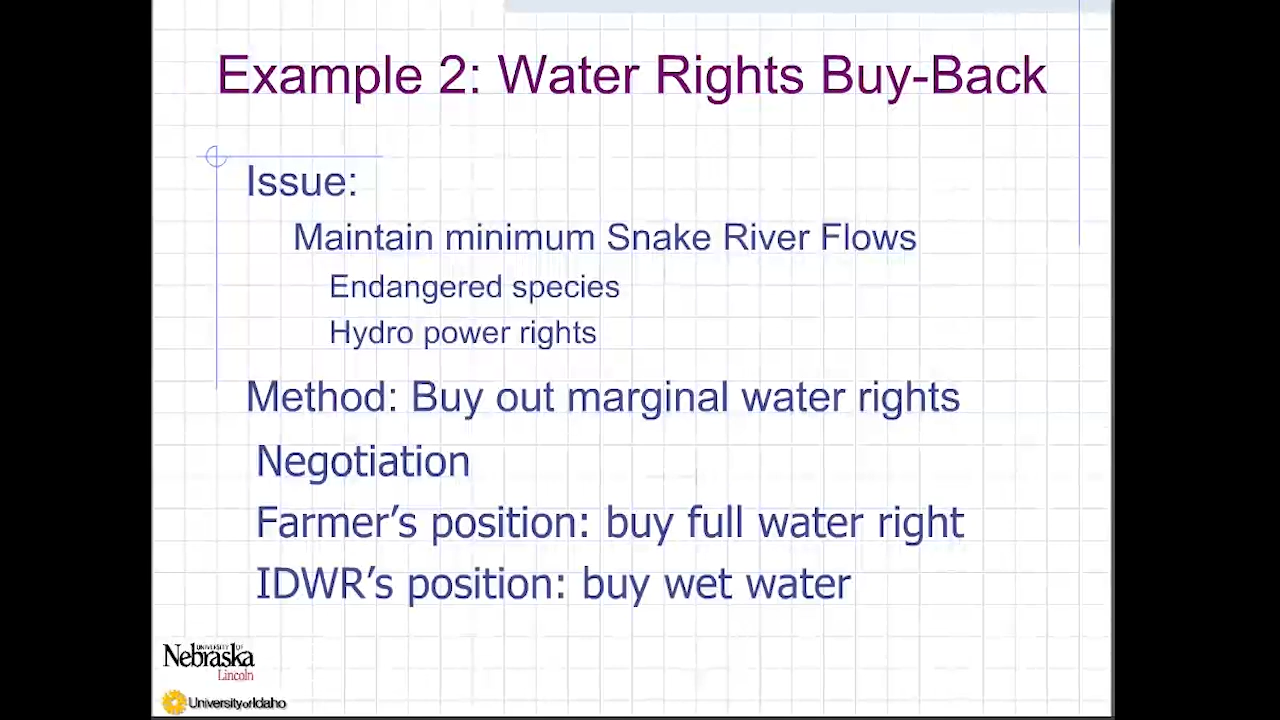 Example 2: Water Rights Buy-Back
Issue:
Maintain minimum Snake River Flows
Endangered species
Hydro power rights
Method: Buy out marginal water rights
Negotiation
Farmer’s position: buy full water right
IDWR’s position: buy wet water
UNIVERSITY OF
Nebraska
Lincoln
University of Idaho